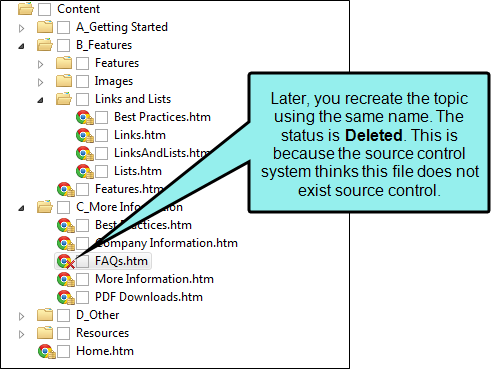 Content
A_Getting Started
B_Features
Features
Images
Links and Lists
Best Practices.htm
Links.htm
LinksAndLists.htm
Lists.htm
Features.htm
C_More Information
Best Practices.htm
Company Information.htm
FAQs.htm
More Information.htm
PDF Downloads.htm
D_Other
Resources
Home.htm
Later, you recreate the topic
using the same name. The
status is Deleted. This is
because the source control
system thinks this file does not
exist source control.